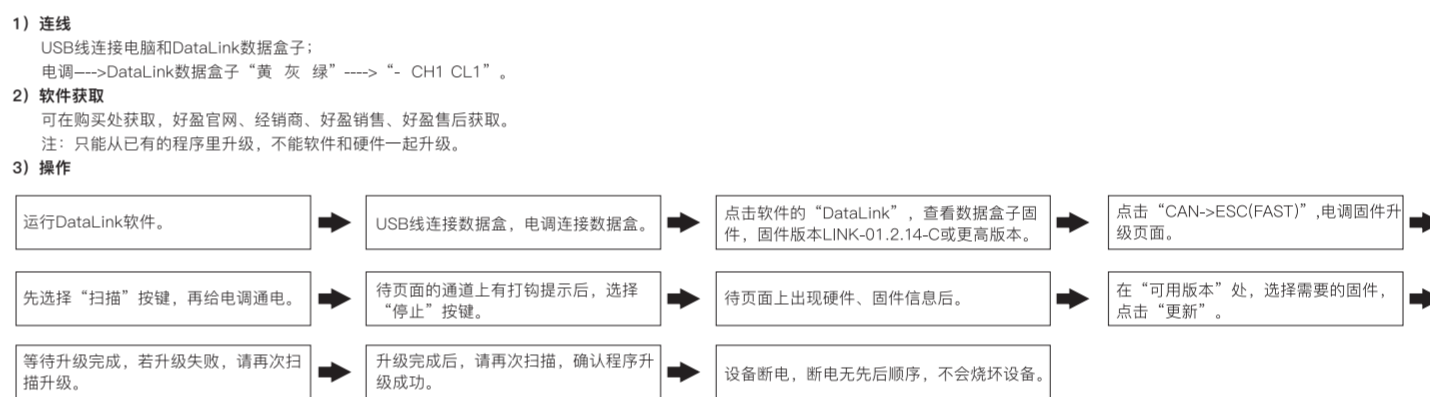 1）连线
USB线连接电脑和DataLink数据盒子；
电调---->DataLink数据盒子“黄 灰 绿”---->“- CH1 CL1”。
2）软件获取
可在购买处获取，好盈官网、经销商、好盈销售、好盈售后获取。
注：只能从已有的程序里升级，不能软件和硬件一起升级。
3）操作
运行DataLink软件。
USB线连接数据盒，电调连接数据盒。
点击软件的“DataLink”，查看数据盒子固
件，固件版本LINK-01.2.14-C或更高版本。
点击“CAN->ESC(FAST)”,电调固件升
级页面。
先选择“扫描”按键，再给电调通电。
待页面的通道上有打钩提示后，选择
“停止”按键。
待页面上出现硬件、固件信息后。
在“可用版本”处，选择需要的固件，
点击“更新”。
等待升级完成，若升级失败，请再次扫
描升级。
升级完成后，请再次扫描，确认程序升
级成功。
设备断电，断电无先后顺序，不会烧坏设备。